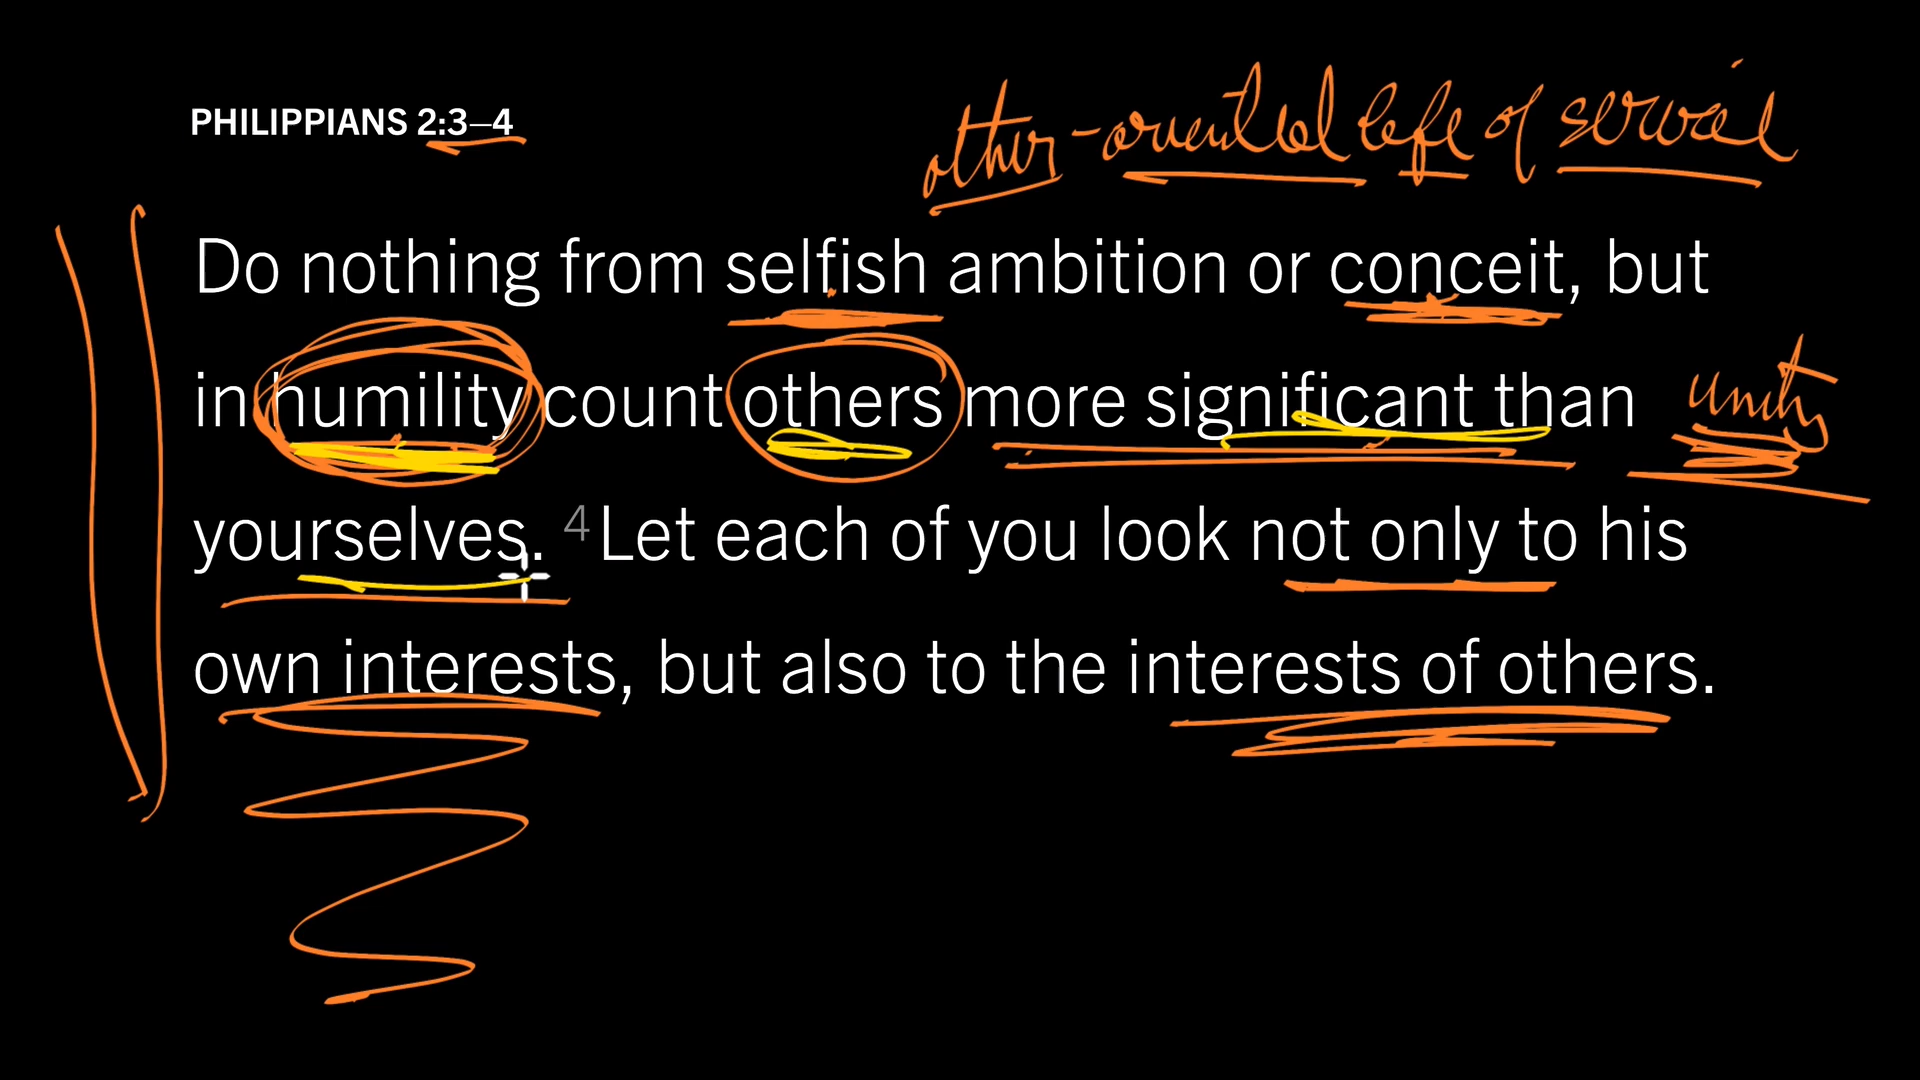 PHILIPPIANS 2:3–4
other-oriented life of service
Do nothing from selfish ambition or conceit, but
in humility count others more significant than
unity
yourselves. 4 Let each of you look not only to his
own interests, but also to the interests of others.